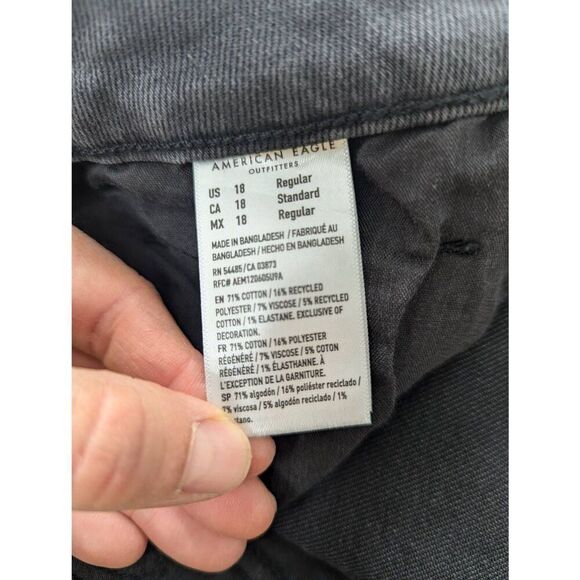 AMERICAN EAGLE
OUTFITTERS
US 18 Regular
CA 18 Standard
MX 18 Regular
MADE IN BANGLADESH / FABRIQUÉ AU
BANGLADESH / HECHO EN BANGLADESH
RN 54485 / CA 03873
RFC# AEM120605U9A
EN 71% COTTON / 16% RECYCLED
POLYESTER / 7% VISCOSE / 5% RECYCLED
COTTON / 1% ELASTANE. EXCLUSIVE OF
DECORATION.
FR 71% COTON / 16% POLYESTER
RÉGÉNÉRÉ / 7% VISCOSE / 5% COTON
RÉGÉNÉRÉ / 1% ÉLASTHANNE. À
L'EXCEPTION DE LA GARNITURE.
SP 71% algodón / 16% poliéster reciclado /
% viscosa / 5% algodón reciclado / 1%
tano.